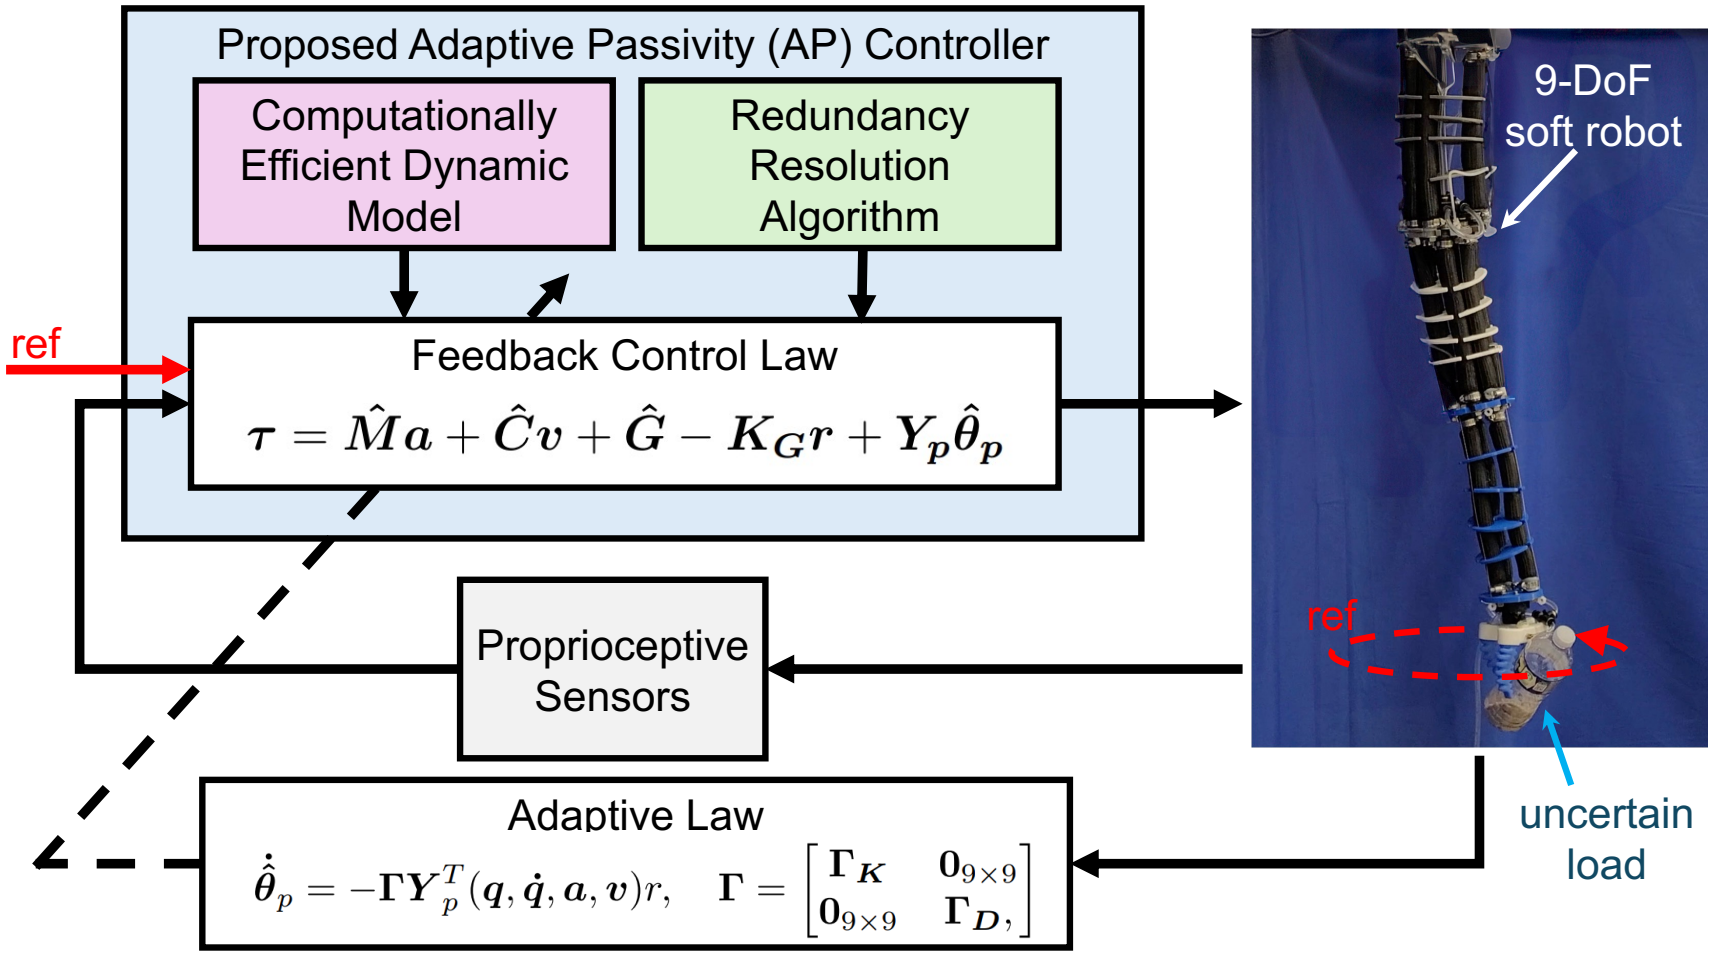 Proposed Adaptive Passivity (AP) Controller
Computationally
Efficient Dynamic
Model
Redundancy
Resolution
Algorithm
ref
Feedback Control Law
τ = M̂a + Ĉv + Ĝ − K_G r + Y_p θ̂_p
Proprioceptive
Sensors
Adaptive Law
θ̂̇_p = −ΓY_p^T(q, q̇, a, v)r, Γ = [Γ_K 0_{9×9}
0_{9×9} Γ_D,]
9-DoF
soft robot
ref
uncertain
load